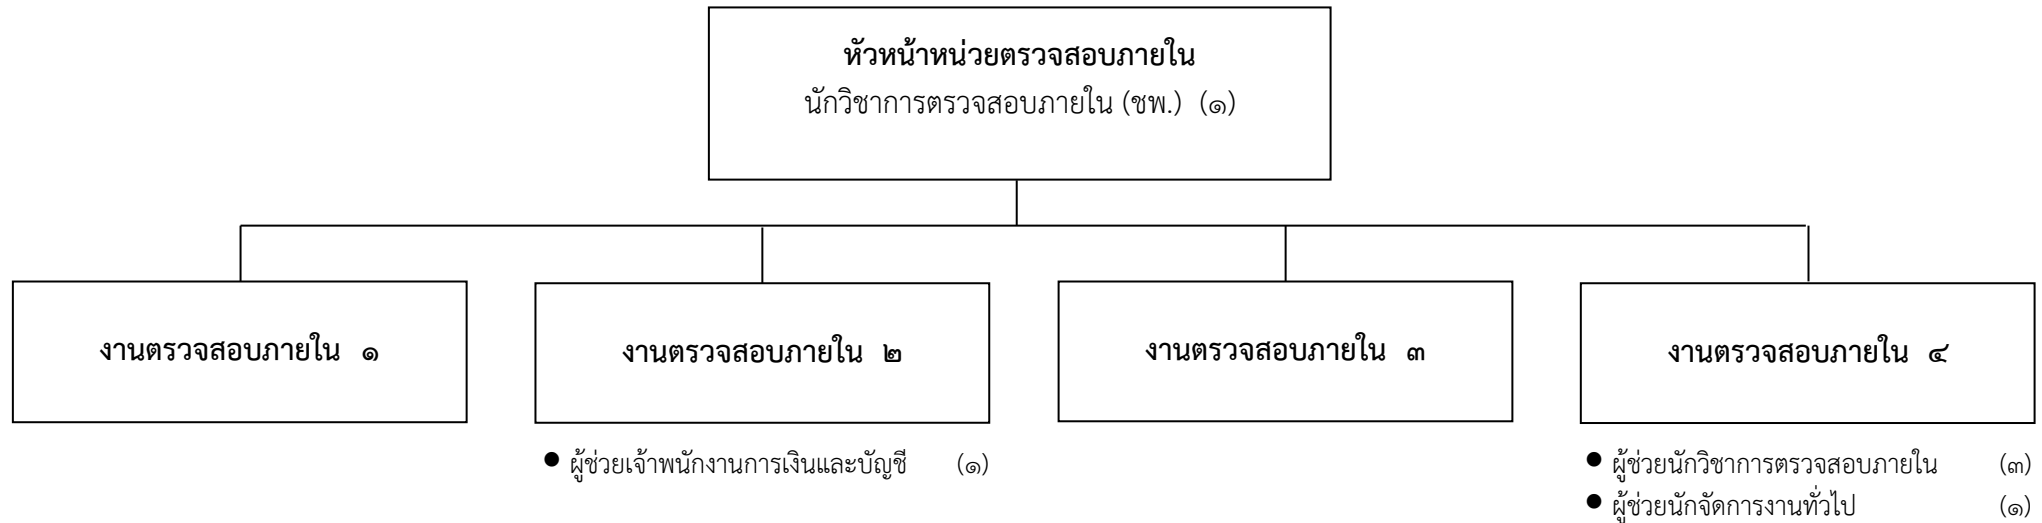 หัวหน้าหน่วยตรวจสอบภายใน
นักวิชาการตรวจสอบภายใน (ชพ.) (๑)
งานตรวจสอบภายใน ๑
งานตรวจสอบภายใน ๒
งานตรวจสอบภายใน ๓
งานตรวจสอบภายใน ๔
● ผู้ช่วยเจ้าพนักงานการเงินและบัญชี (๑)
● ผู้ช่วยนักวิชาการตรวจสอบภายใน (๓)
● ผู้ช่วยนักจัดการงานทั่วไป (๑)